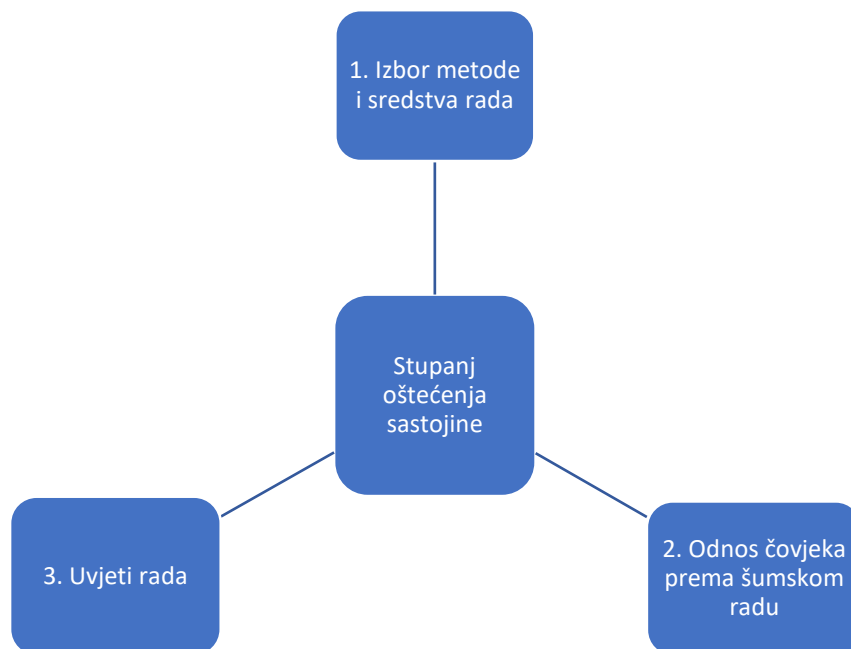 1. Izbor metode
i sredstva rada
Stupanj
oštećenja
sastojine
3. Uvjeti rada
2. Odnos čovjeka
prema šumskom
radu